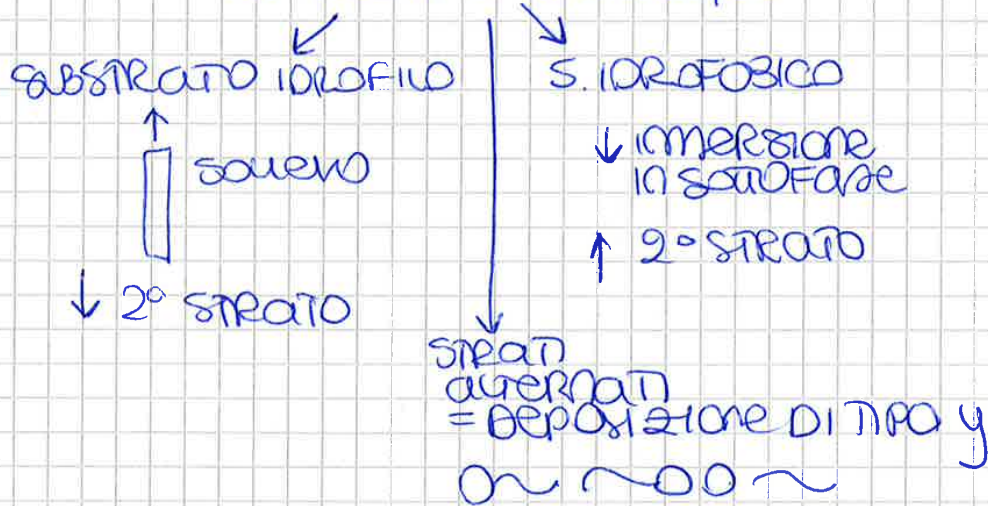 SUBSTRATO IDROFILO
↑ SOLLEVO
↓ 2° STRATO
S. IDROFOBICO
↓ IMMERSIONE
IN SOTTOFASE
↑ 2° STRATO
STRATI
ALTERNATI
= DEPOSIZIONE DI TIPO Y